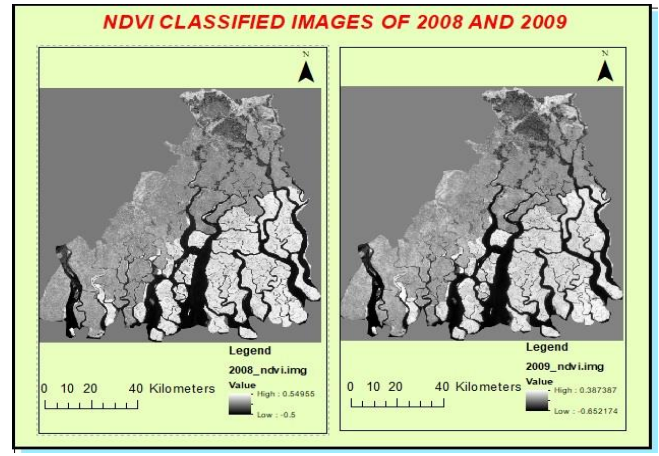 NDVI CLASSIFIED IMAGES OF 2008 AND 2009
N
Legend
2008_ndvi.img
Value
High : 0.54955
Low : -0.5
0 10 20 40 Kilometers
N
Legend
2009_ndvi.img
Value
High : 0.387387
Low : -0.652174
0 10 20 40 Kilometers